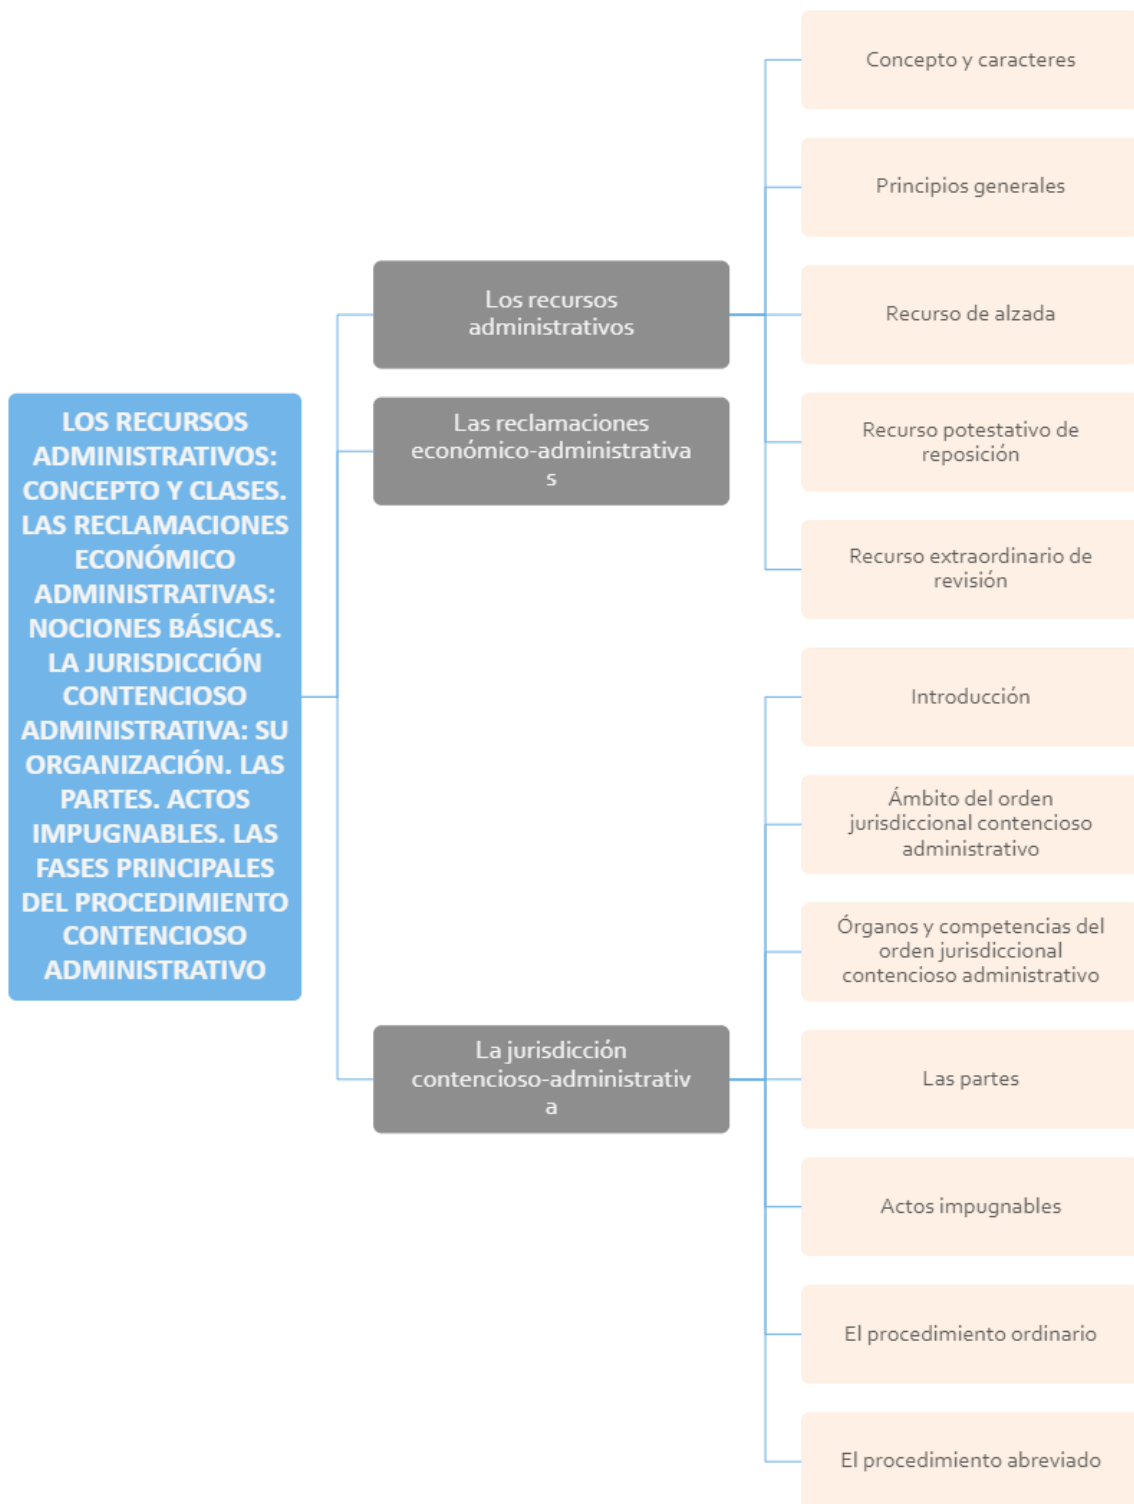 LOS RECURSOS
ADMINISTRATIVOS:
CONCEPTO Y CLASES.
LAS RECLAMACIONES
ECONÓMICO
ADMINISTRATIVAS:
NOCIONES BÁSICAS.
LA JURISDICCIÓN
CONTENCIOSO
ADMINISTRATIVA: SU
ORGANIZACIÓN. LAS
PARTES. ACTOS
IMPUGNABLES. LAS
FASES PRINCIPALES
DEL PROCEDIMIENTO
CONTENCIOSO
ADMINISTRATIVO
Los recursos
administrativos
Concepto y caracteres
Principios generales
Recurso de alzada
Recurso potestativo de
reposición
Recurso extraordinario de
revisión
Las reclamaciones
económico-administrativa
s
La jurisdicción
contencioso-administrativ
a
Introducción
Ámbito del orden
jurisdiccional contencioso
administrativo
Órganos y competencias del
orden jurisdiccional
contencioso administrativo
Las partes
Actos impugnables
El procedimiento ordinario
El procedimiento abreviado